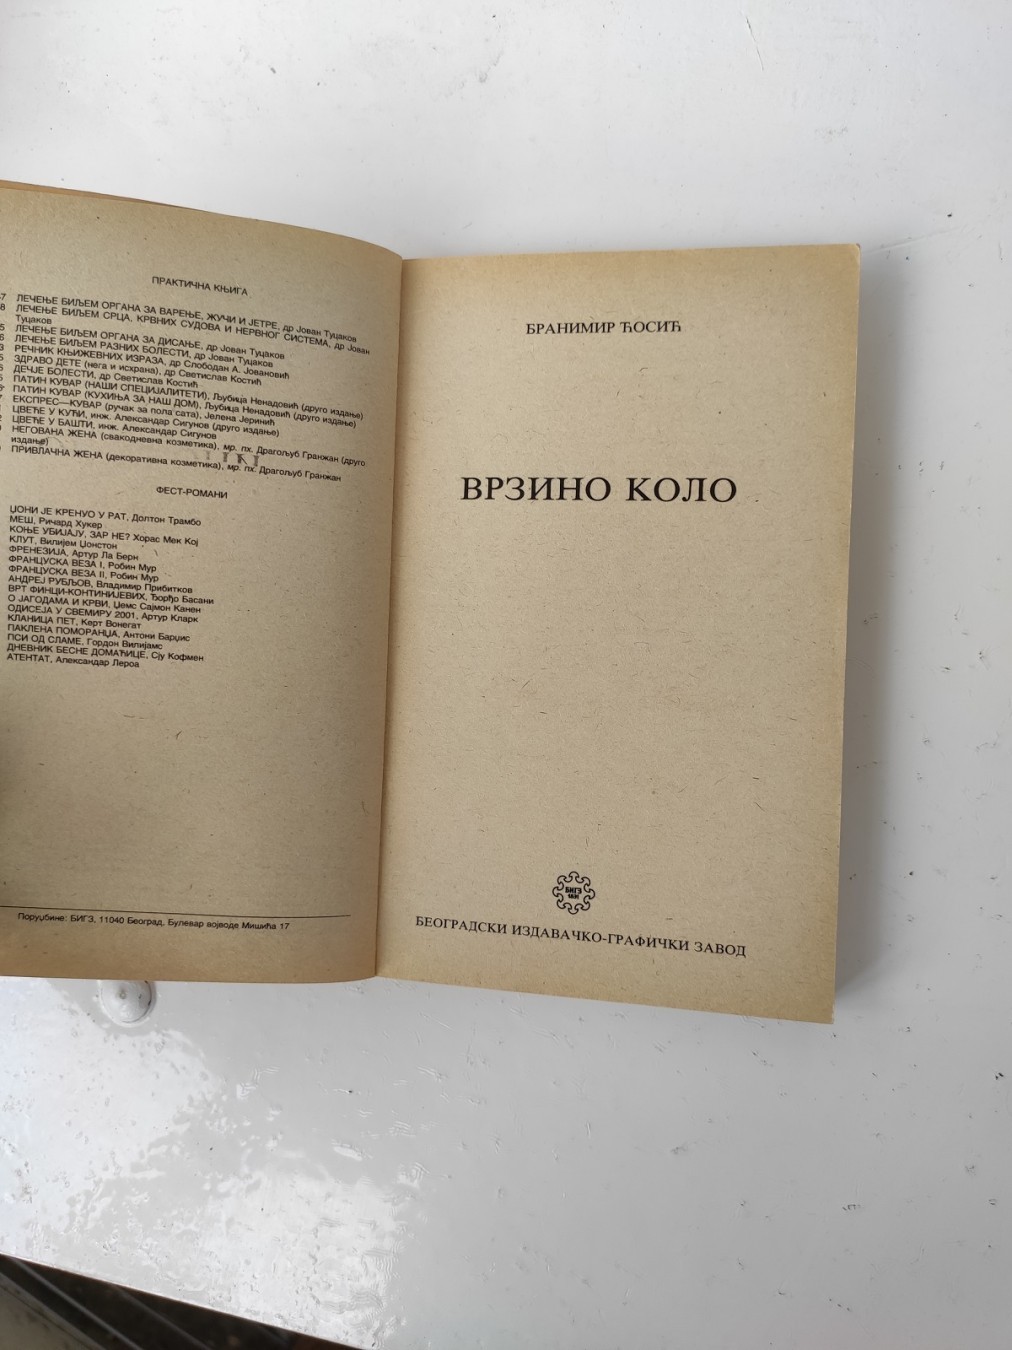 ПРАКТИЧНА КЊИГА
ЛЕЧЕЊЕ БИЉЕМ ОРГАНА ЗА ВАРЕЊЕ, ЖУЧИ И ЈЕТРЕ, др Јован Туцаков
ЛЕЧЕЊЕ БИЉЕМ СРЦА, КРВНИХ СУДОВА И НЕРВНОГ СИСТЕМА, др Јован
Туцаков
ЛЕЧЕЊЕ БИЉЕМ ОРГАНА ЗА ДИСАЊЕ, др Јован Туцаков
ЛЕЧЕЊЕ БИЉЕМ РАЗНИХ БОЛЕСТИ, др Јован Туцаков
РЕЧНИК КЊИЖЕВНИХ ИЗРАЗА, др Слободан А. Јовановић
ЗДРАВО ДЕТЕ (нега и исхрана), др Светислав Костић
ДЕЧЈЕ БОЛЕСТИ, др Светислав Костић
ПАТИН КУВАР (НАШИ СПЕЦИЈАЛИТЕТИ), Љубица Ненадовић (друго издање)
ПАТИН КУВАР (КУХИЊА ЗА НАШ ДОМ), Љубица Ненадовић (друго издање)
ЕКСПРЕС—КУВАР (ручак за пола сата), Јелена Јеринић
ЦВЕЋЕ У КУЋИ, инж. Александар Сигунов (друго издање)
ЦВЕЋЕ У БАШТИ, инж. Александар Сигунов
НЕГОВАНА ЖЕНА (свакодневна козметика), мр. пх. Драгољуб Гранжан (друго
издање)
ПРИВЛАЧНА ЖЕНА (декоративна козметика), мр. пх. Драгољуб Гранжан
ФЕСТ-РОМАНИ
ЏОНИ ЈЕ КРЕНУО У РАТ, Долтон Трамбо
МЕШ, Ричард Хукер
КОЊЕ УБИЈАЈУ, ЗАР НЕ? Хорас Мек Кој
КЛУТ, Вилијем Џонстон
ФРЕНЕЗИЈА, Артур Ла Берн
ФРАНЦУСКА ВЕЗА I, Робин Мур
ФРАНЦУСКА ВЕЗА II, Робин Мур
АНДРЕЈ РУБЉОВ, Владимир Прибитков
ВРТ ФИНЦИ-КОНТИНИЈЕВИХ, Ђорђо Басани
О ЈАГОДАМА И КРВИ, Џемс Сајмон Канен
ОДИСЕЈА У СВЕМИРУ 2001, Артур Кларк
КЛАНИЦА ПЕТ, Керт Вонегат
ПАКЛЕНА ПОМОРАНЏА, Антони Барџис
ПСИ ОД СЛАМЕ, Гордон Вилијамс
ДНЕВНИК БЕСНЕ ДОМАЋИЦЕ, Сју Кофмен
АТЕНТАТ, Александар Лероа
Поруџбине: БИГЗ, 11040 Београд, Булевар војводе Мишића 17
БРАНИМИР ЋОСИЋ
ВРЗИНО КОЛО
БИГЗ
1831
БЕОГРАДСКИ ИЗДАВАЧКО-ГРАФИЧКИ ЗАВОД